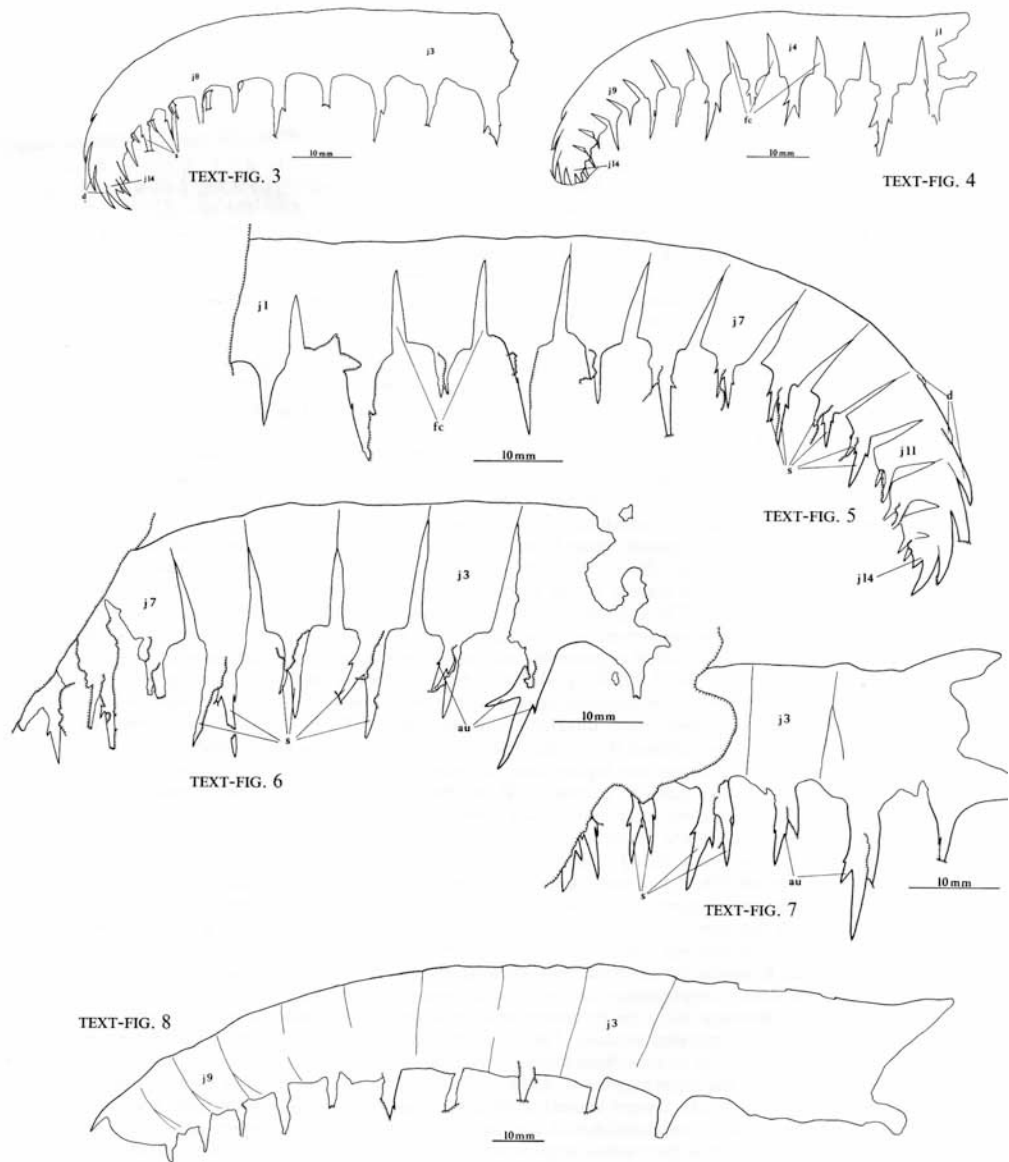 j3
j9
s
d
j14
10 mm
TEXT-FIG. 3
j1
j4
j9
fc
j14
10 mm
TEXT-FIG. 4
j1
j7
fc
d
s
j11
10 mm
TEXT-FIG. 5
j14
j7
j3
s
au
10 mm
TEXT-FIG. 6
j3
s
au
10 mm
TEXT-FIG. 7
TEXT-FIG. 8
j3
j9
10 mm